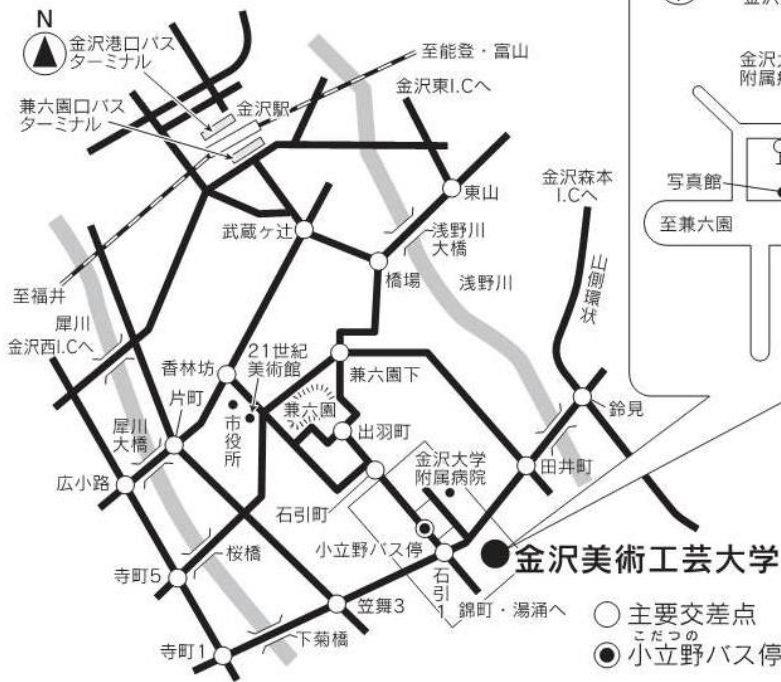 N
金沢港口バス
ターミナル
兼六園口バス
ターミナル
金沢駅
至能登・富山
金沢東I.Cへ
東山
金沢森本
I.Cへ
武蔵ヶ辻
浅野川
大橋
橋場
浅野川
山側環状
至福井
犀川
金沢西I.Cへ
香林坊
21世紀
美術館
兼六園下
片町
兼六園
鈴見
市役所
犀川
大橋
出羽町
金沢大学
附属病院
田井町
広小路
石引町
小立野バス停
桜橋
石引1
金沢美術工芸大学
寺町5
笠舞3
錦町・湯涌へ
下菊橋
寺町1
主要交差点
こだつの
小立野バス停
写真館
至兼六園